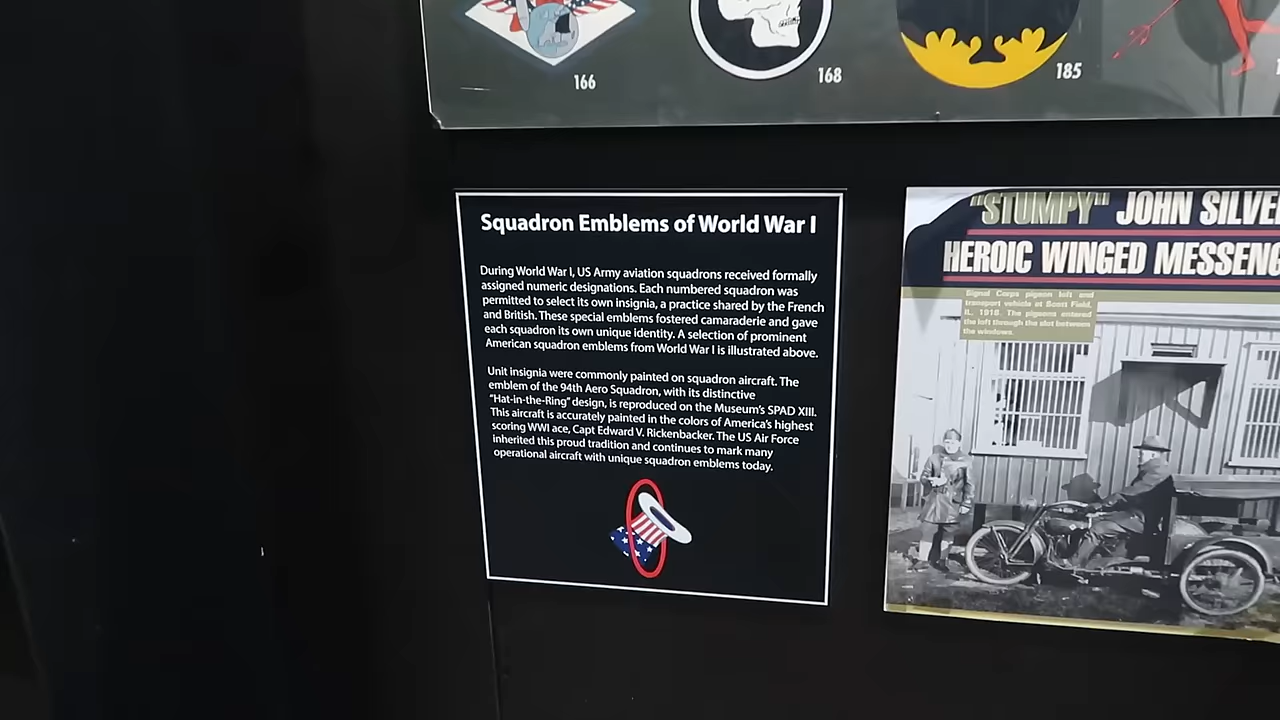 166
168
185
Squadron Emblems of World War I
During World War I, US Army aviation squadrons received formally
assigned numeric designations. Each numbered squadron was
permitted to select its own insignia, a practice shared by the French
and British. These special emblems fostered camaraderie and gave
each squadron its own unique identity. A selection of prominent
American squadron emblems from World War I is illustrated above.
Unit insignia were commonly painted on squadron aircraft. The
emblem of the 94th Aero Squadron, with its distinctive
"Hat-in-the-Ring" design, is reproduced on the Museum's SPAD XIII.
This aircraft is accurately painted in the colors of America's highest
scoring WWI ace, Capt Edward V. Rickenbacker. The US Air Force
inherited this proud tradition and continues to mark many
operational aircraft with unique squadron emblems today.
"STUMPY" JOHN SILVE
HEROIC WINGED MESSENG
Signal Corps pigeon loft and
transport vehicle at Scott Field,
IL, 1918. The pigeons entered
the loft through the slot between
the windows.